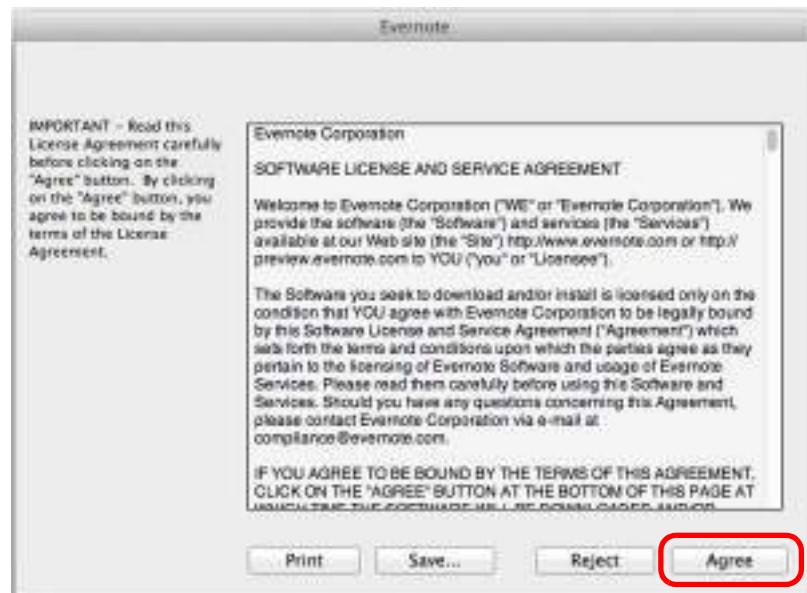 Evernote
IMPORTANT - Read this
License Agreement carefully
before clicking on the
"Agree" button. By clicking
on the "Agree" button, you
agree to be bound by the
terms of the License
Agreement.
Evernote Corporation
SOFTWARE LICENSE AND SERVICE AGREEMENT
Welcome to Evernote Corporation ("WE" or "Evernote Corporation"). We
provide the software (the "Software") and services (the "Services")
available at our Web site (the "Site") http://www.evernote.com or http://
preview.evernote.com to YOU ("you" or "Licensee").
The Software you seek to download and/or install is licensed only on the
condition that YOU agree with Evernote Corporation to be legally bound
by this Software License and Service Agreement ("Agreement") which
sets forth the terms and conditions upon which the parties agree as they
pertain to the licensing of Evernote Software and usage of Evernote
Services. Please read them carefully before using this Software and
Services. Should you have any questions concerning this Agreement,
please contact Evernote Corporation via e-mail at
compliance@evernote.com.
IF YOU AGREE TO BE BOUND BY THE TERMS OF THIS AGREEMENT,
CLICK ON THE "AGREE" BUTTON AT THE BOTTOM OF THIS PAGE AT
WHICH TIME THE SOFTWARE WILL BE DOWNLOADED AND/OR
Print Save... Reject Agree